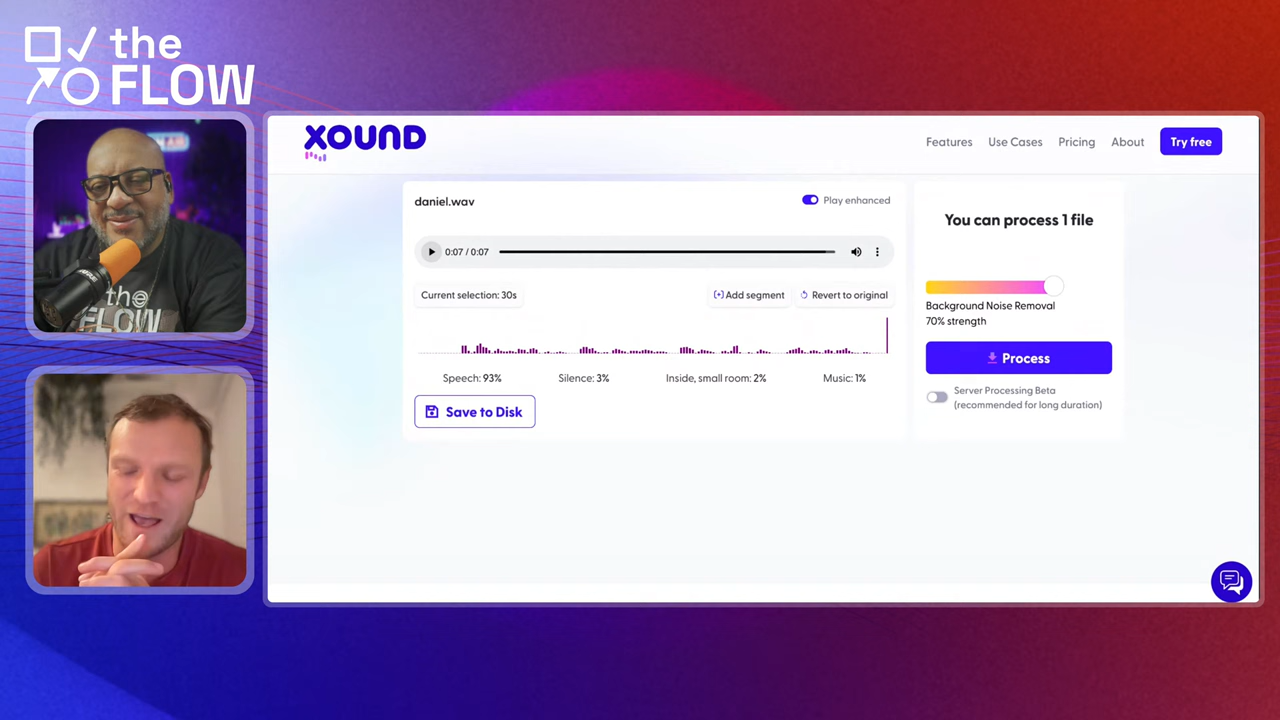 the
FLOW
XOUND
Features Use Cases Pricing About Try free
daniel.wav
Play enhanced
0:07 / 0:07
Current selection: 30s
Add segment
Revert to original
Speech: 93% Silence: 3% Inside, small room: 2% Music: 1%
Save to Disk
You can process 1 file
Background Noise Removal
70% strength
Process
Server Processing Beta
(recommended for long duration)
the
FLOW